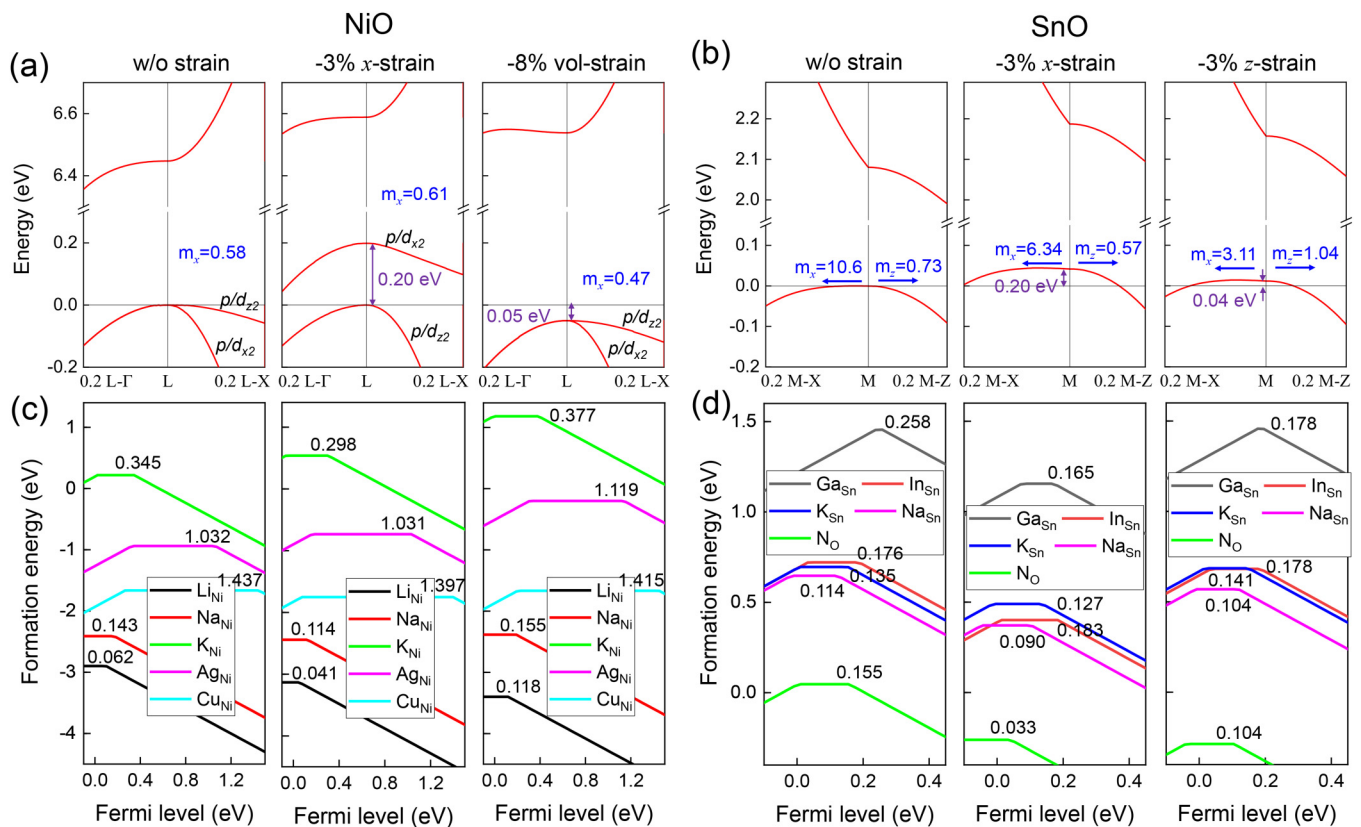 NiO
SnO
(a)
w/o strain
-3% x-strain
-8% vol-strain
Energy (eV)
6.6
6.4
0.2
0.0
-0.2
mx=0.58
p/dz2
p/dx2
mx=0.61
p/dx2
0.20 eV
p/dz2
mx=0.47
0.05 eV
p/dz2
p/dx2
0.2 L-Γ
L
0.2 L-X
0.2 L-Γ
L
0.2 L-X
0.2 L-Γ
L
0.2 L-X
(b)
w/o strain
-3% x-strain
-3% z-strain
Energy (eV)
2.2
2.1
2.0
0.1
0.0
-0.1
-0.2
mx=10.6
mz=0.73
mx=6.34
mz=0.57
0.20 eV
mx=3.11
mz=1.04
0.04 eV
0.2 M-X
M
0.2 M-Z
0.2 M-X
M
0.2 M-Z
0.2 M-X
M
0.2 M-Z
(c)
Formation energy (eV)
1
0
-1
-2
-3
-4
0.345
1.032
1.437
0.143
0.062
LiNi
NaNi
KNi
AgNi
CuNi
0.298
1.031
1.397
0.114
0.041
LiNi
NaNi
KNi
AgNi
CuNi
0.377
1.119
1.415
0.155
0.118
LiNi
NaNi
KNi
AgNi
CuNi
0.0
0.4
0.8
1.2
0.0
0.4
0.8
1.2
0.0
0.4
0.8
1.2
Fermi level (eV)
Fermi level (eV)
Fermi level (eV)
(d)
Formation energy (eV)
1.5
1.0
0.5
0.0
0.258
GaSn
InSn
KSn
NaSn
NO
0.176
0.135
0.114
0.155
0.165
GaSn
InSn
KSn
NaSn
NO
0.127
0.183
0.090
0.033
0.178
GaSn
InSn
KSn
NaSn
NO
0.178
0.141
0.104
0.104
0.0
0.2
0.4
0.0
0.2
0.4
0.0
0.2
0.4
Fermi level (eV)
Fermi level (eV)
Fermi level (eV)